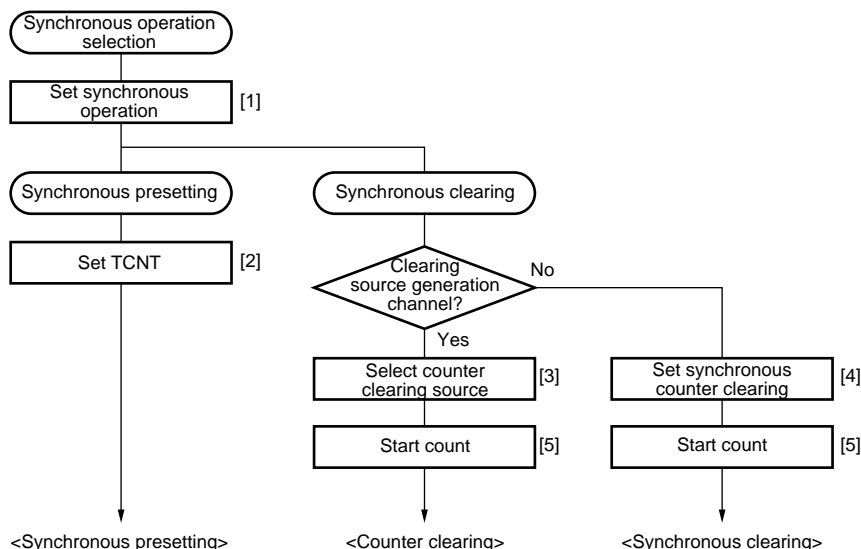 Synchronous operation
selection
Set synchronous
operation
[1]
Synchronous presetting
Synchronous clearing
Set TCNT
[2]
Clearing
source generation
channel?
No
Yes
Select counter
clearing source
[3]
Set synchronous
counter clearing
[4]
Start count
[5]
Start count
[5]
<Synchronous presetting>
<Counter clearing>
<Synchronous clearing>